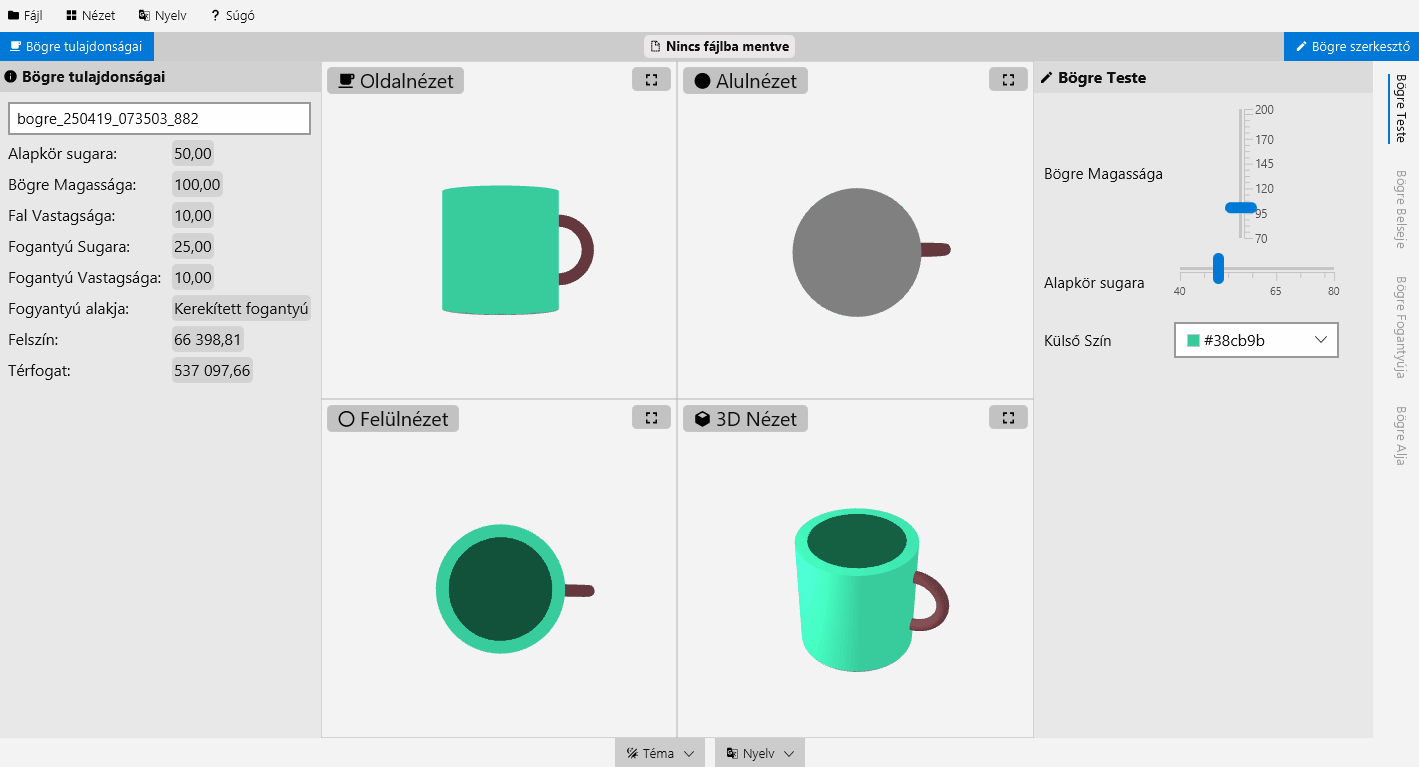 Fájl Nézet Nyelv ? Súgó
Bögre tulajdonságai
Nincs fájlba mentve
Bögre szerkesztő
Bögre tulajdonságai
bogre_250419_073503_882
Alapkör sugara: 50,00
Bögre Magassága: 100,00
Fal Vastagsága: 10,00
Fogantyú Sugara: 25,00
Fogantyú Vastagsága: 10,00
Fogyantyú alakja: Kerekített fogantyú
Felszín: 66 398,81
Térfogat: 537 097,66
Oldalnézet
Alulnézet
Felülnézet
3D Nézet
Bögre Teste
Bögre Magassága
200
170
145
120
95
70
Alapkör sugara
40 65 80
Külső Szín #38cb9b
Bögre Teste
Bögre Belseje
Bögre Fogantyúja
Bögre Alja
Téma Nyelv